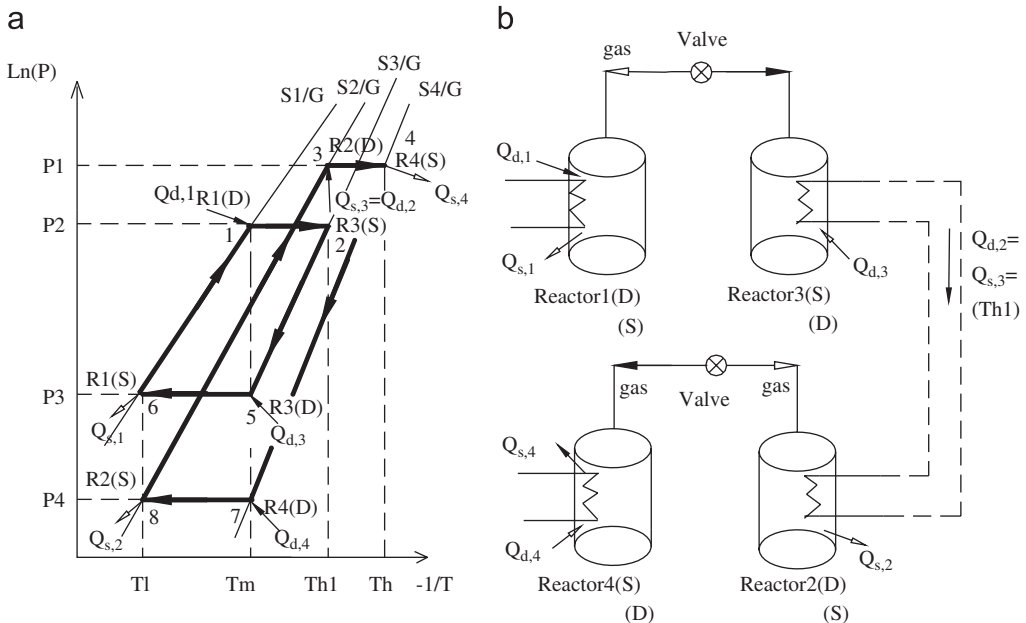 a
Ln(P)
S1/G
S2/G
S3/G
S4/G
P1
3
R2(D)
4
R4(S)
Qs,4
Qs,3=Qd,2
Qd,1
R1(D)
P2
1
R3(S)
2
P3
R1(S)
6
Qs,1
5
R3(D)
Qd,3
R2(S)
P4
8
Qs,2
7
R4(D)
Qd,4
Tl
Tm
Th1
Th
-1/T
b
gas
Valve
Qd,1
Qs,1
Qd,3
Reactor1(D)
(S)
Reactor3(S)
(D)
Qd,2=
Qs,3=
(Th1)
gas
Valve
gas
Qs,4
Qd,4
Qs,2
Reactor4(S)
(D)
Reactor2(D)
(S)